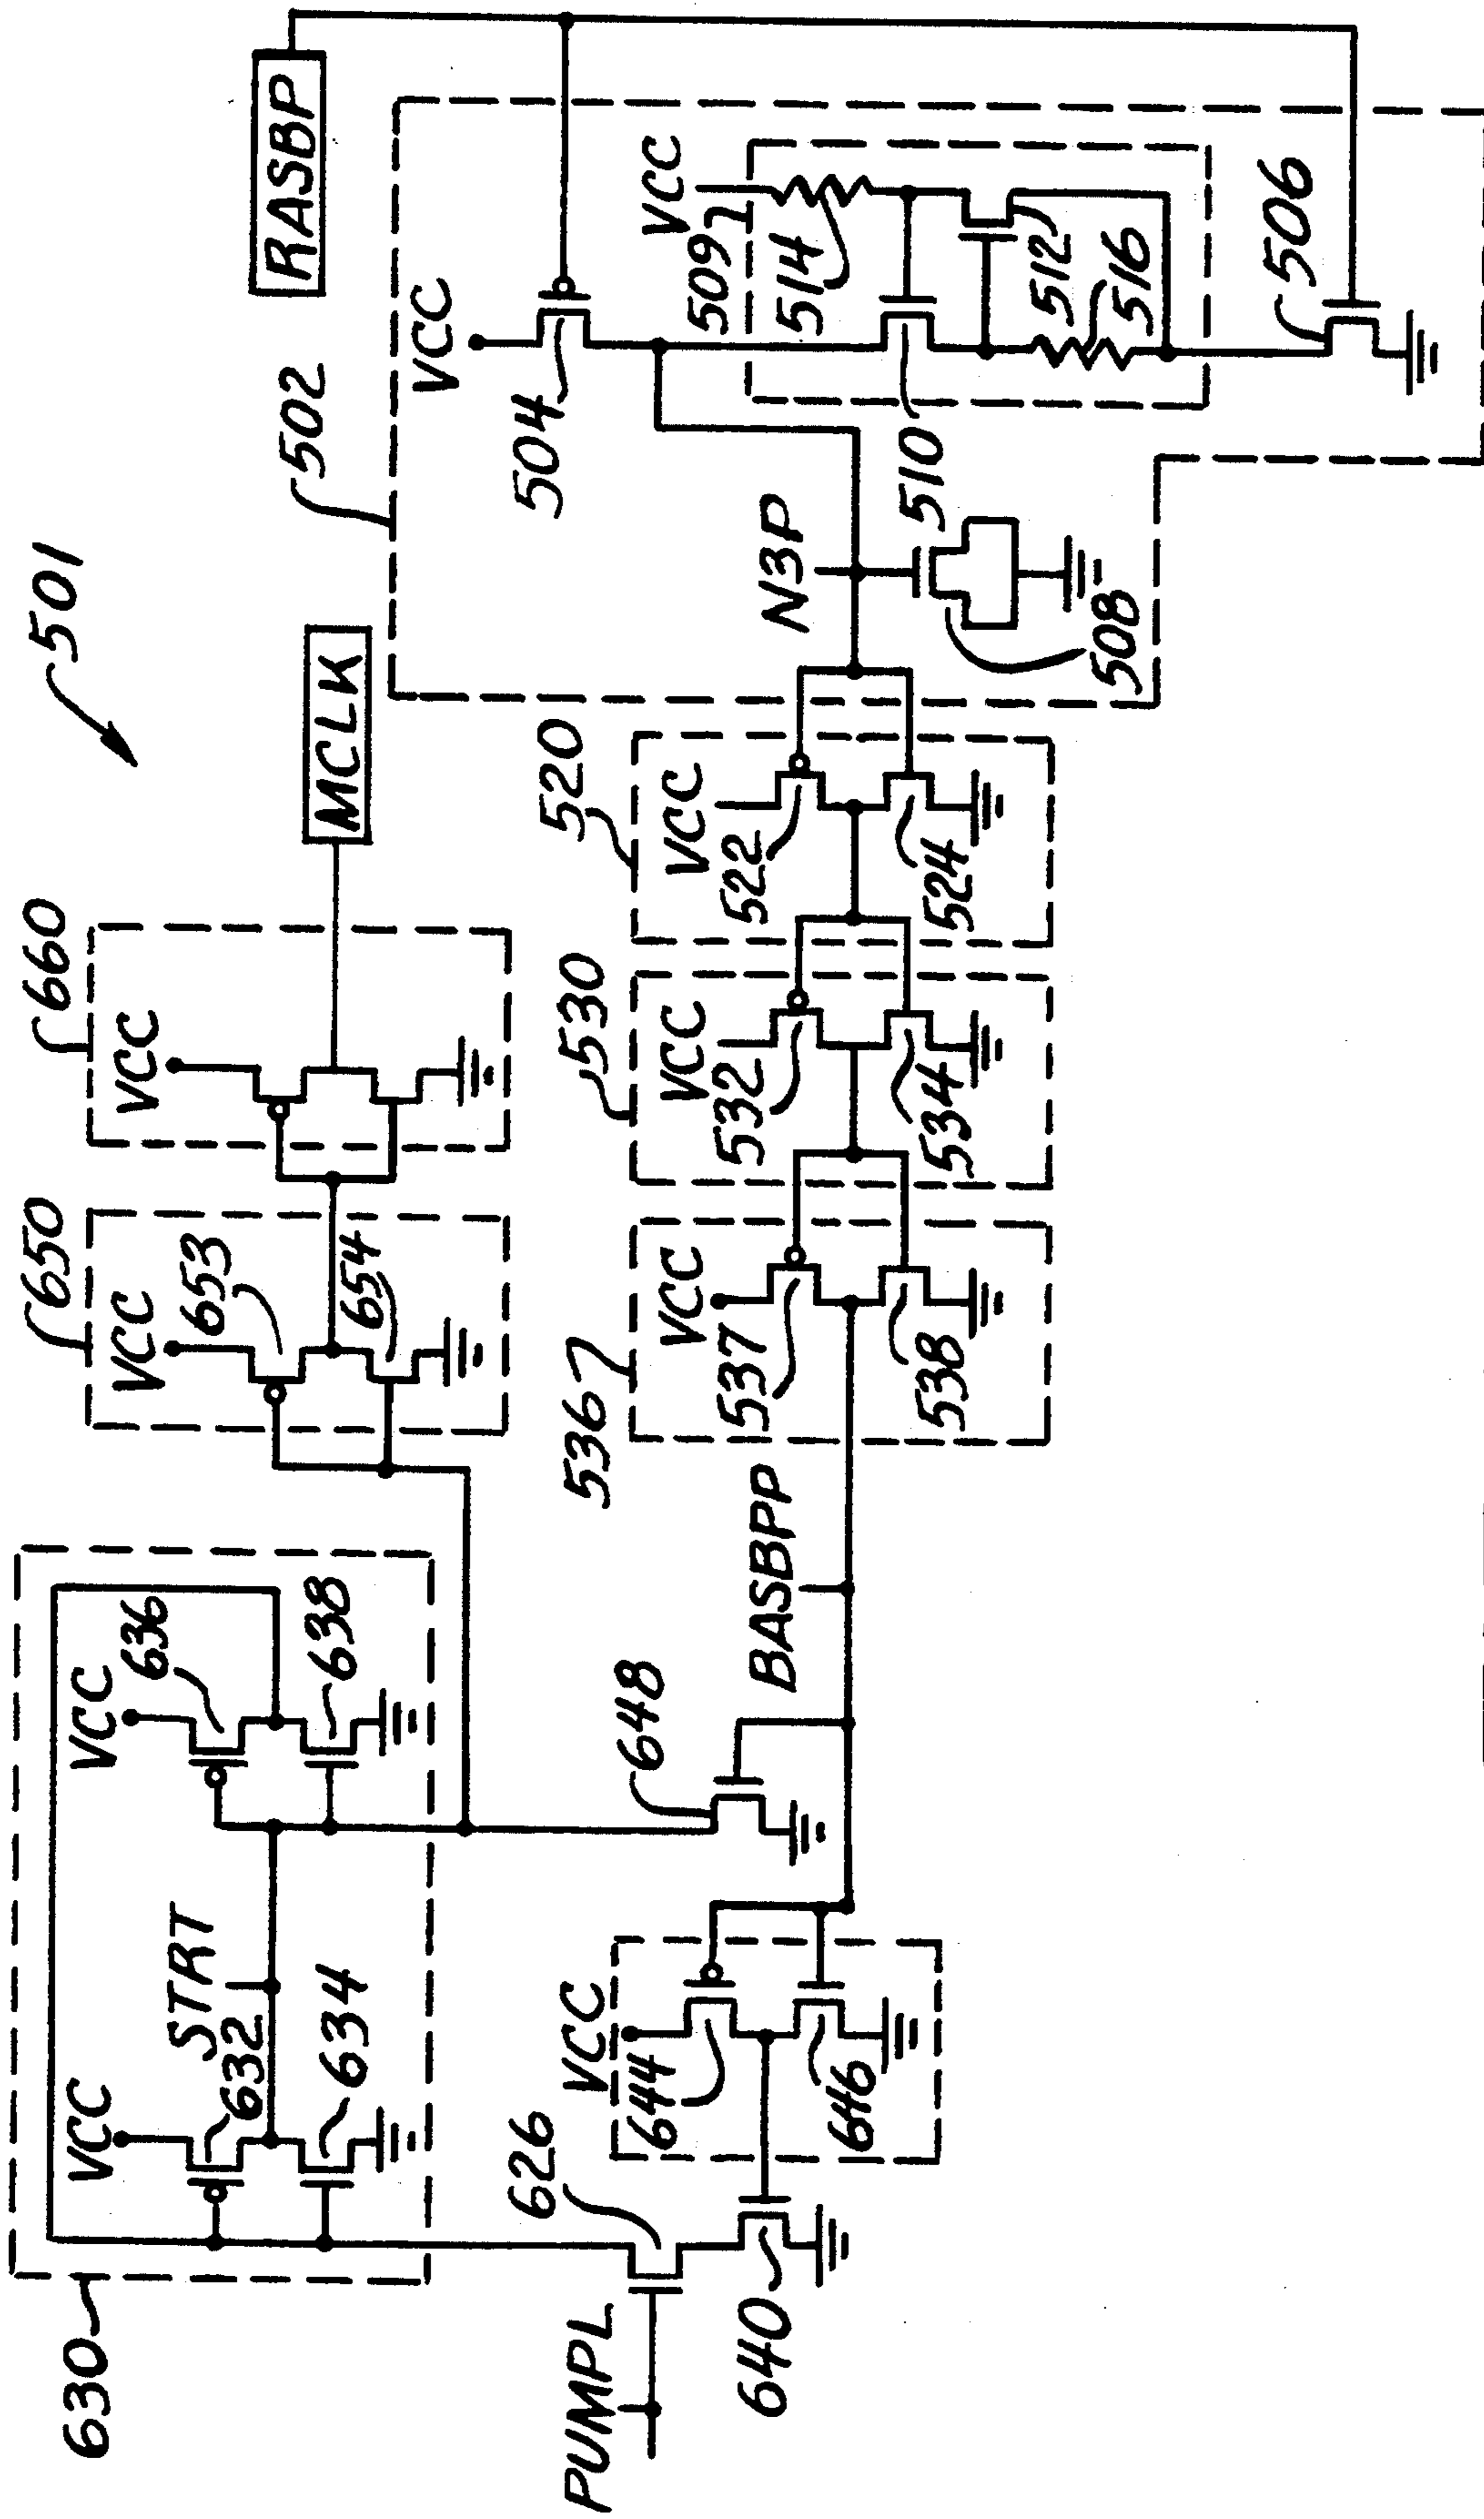 501
630
VCC
STRT
632
634
VCC
636
638
650
VCC
653
654
660
VCC
MCLK
502
RASBP
VCC
504
VCC
509
514
510
512
516
506
N3P
508
520
VCC
522
524
530
VCC
532
534
536
VCC
537
538
BASBPP
648
VCC
644
646
626
PUMPL
640